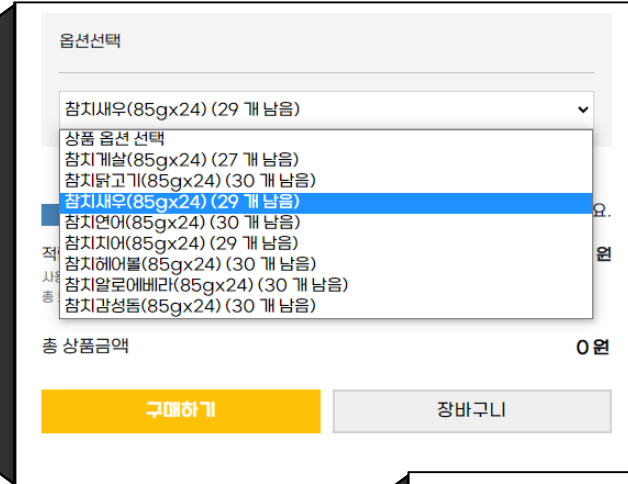 옵션선택
참치새우(85gx24) (29 개 남음)
상품 옵션 선택
참치게살(85gx24) (27 개 남음)
참치닭고기(85gx24) (30 개 남음)
참치새우(85gx24) (29 개 남음)
요.
참치연어(85gx24) (30 개 남음)
참치치어(85gx24) (29 개 남음)
적
원
참치헤어볼(85gx24) (30 개 남음)
참치알로에베라(85gx24) (30 개 남음)
총
참치감성돔(85gx24) (30 개 남음)
총 상품금액
0원
구매하기
장바구니